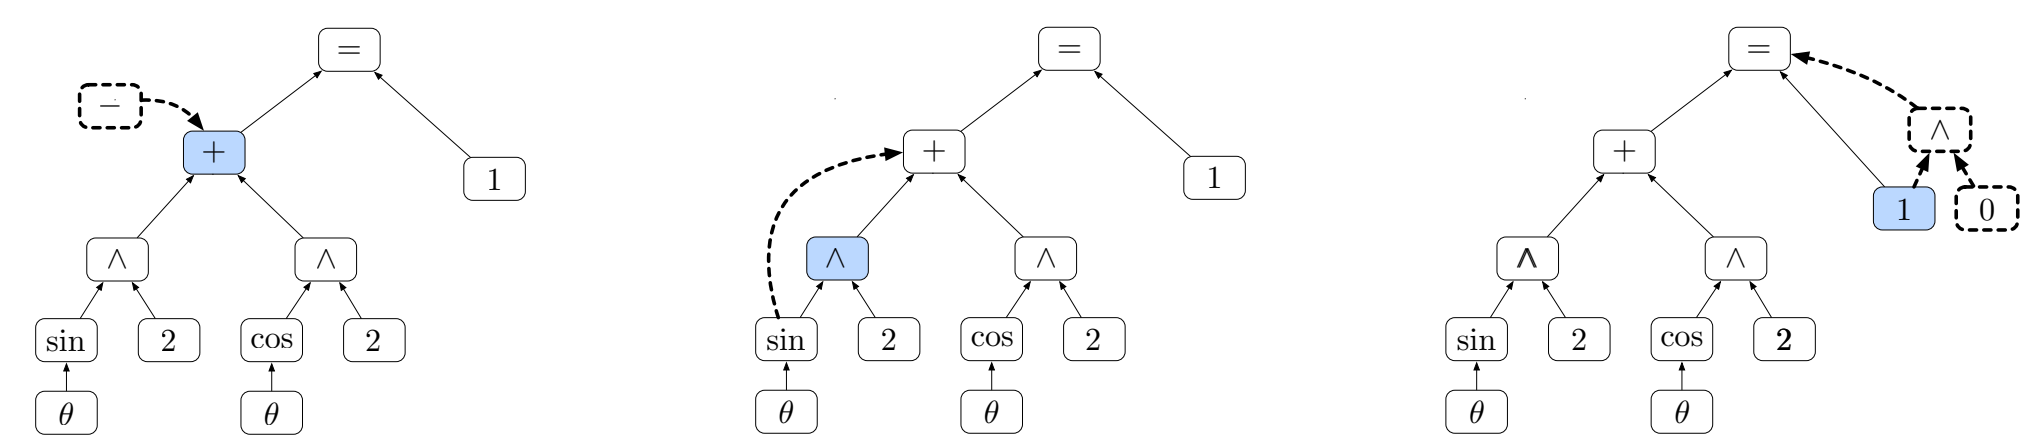 = = =
− ∧
+ + +
1 1 1 0
∧ ∧ ∧ ∧ ∧ ∧
sin 2 cos 2 sin 2 cos 2 sin 2 cos 2
θ θ θ θ θ θ